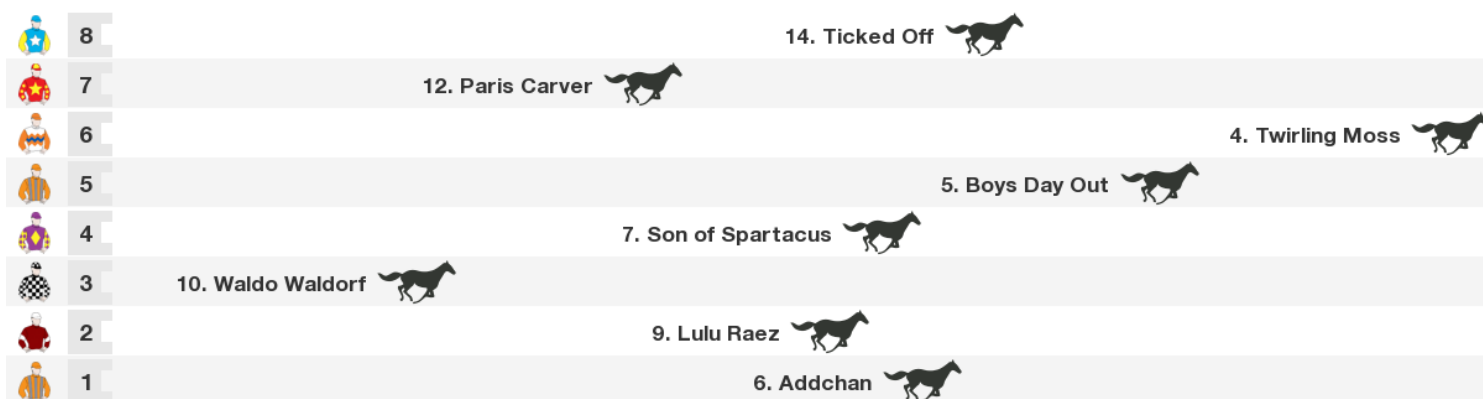 8 14. Ticked Off
7 12. Paris Carver
6 4. Twirling Moss
5 5. Boys Day Out
4 7. Son of Spartacus
3 10. Waldo Waldorf
2 9. Lulu Raez
1 6. Addchan